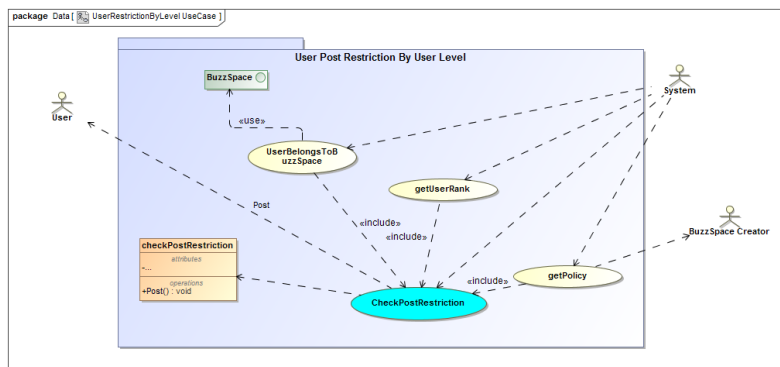 package Data [ UserRestrictionByLevel UseCase ]
User Post Restriction By User Level
BuzzSpace
User
System
«use»
UserBelongsToB
uzzSpace
getUserRank
Post
«include»
«include»
BuzzSpace Creator
checkPostRestriction
attributes
-...
operations
+Post() : void
getPolicy
«include»
CheckPostRestriction